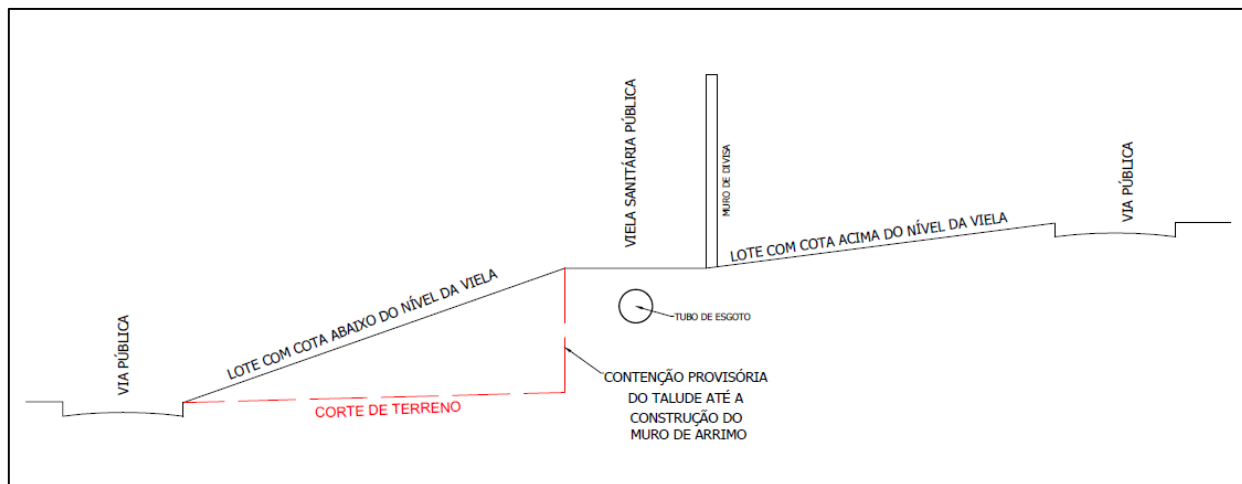 VIA PÚBLICA
LOTE COM COTA ABAIXO DO NÍVEL DA VIELA
CORTE DE TERRENO
VIELA SANITÁRIA PÚBLICA
MURO DE DIVISA
TUBO DE ESGOTO
CONTENÇÃO PROVISÓRIA
DO TALUDE ATÉ A
CONSTRUÇÃO DO
MURO DE ARRIMO
LOTE COM COTA ACIMA DO NÍVEL DA VIELA
VIA PÚBLICA